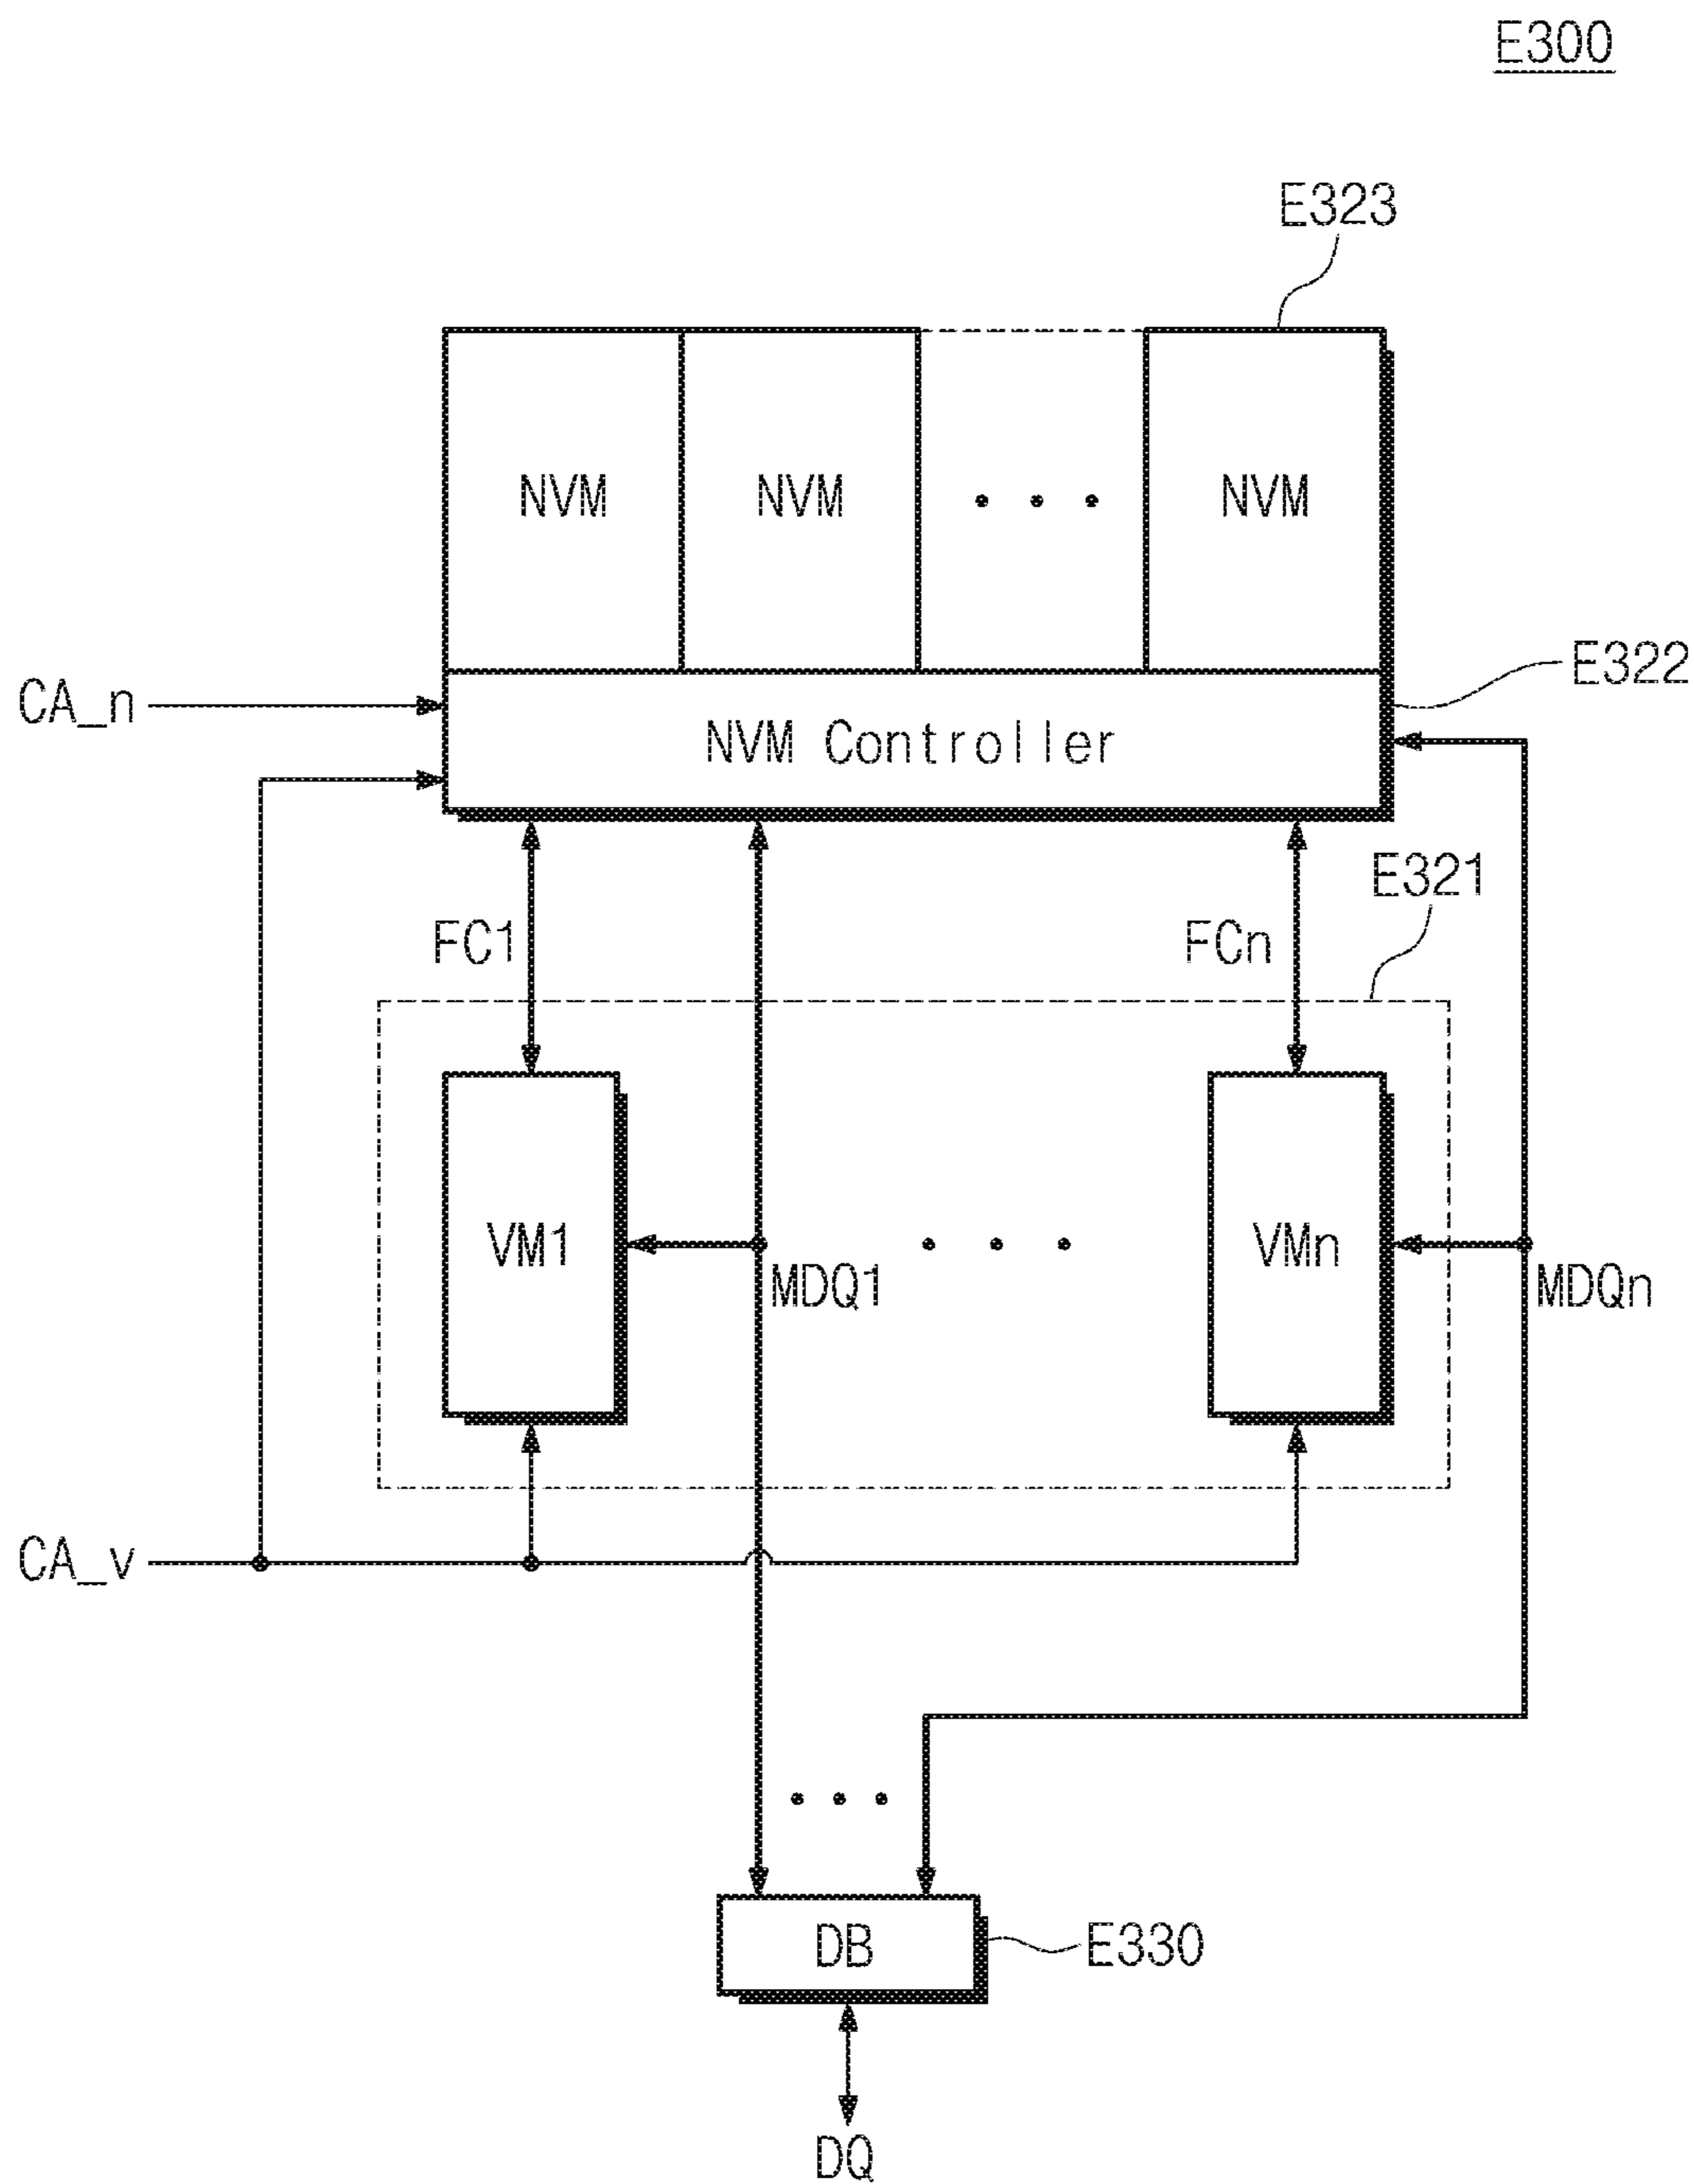 E300
E323
NVM NVM • • • NVM
E322
CA_n
NVM Controller
E321
FC1 FCn
VM1 • • • VMn
MDQ1 MDQn
CA_v
• • •
DB E330
DQ